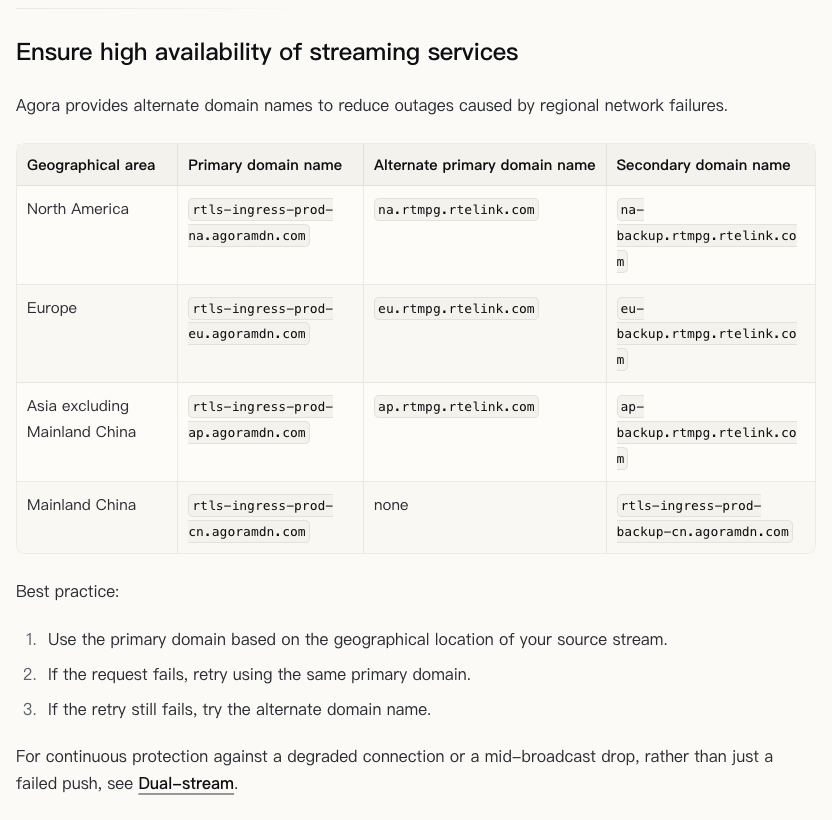 Ensure high availability of streaming services
Agora provides alternate domain names to reduce outages caused by regional network failures.
Geographical area Primary domain name Alternate primary domain name Secondary domain name
North America
rtls-ingress-prod-
na.agoramdn.com
na.rtmpg.rtelink.com
na-
backup.rtmpg.rtelink.co
m
Europe
rtls-ingress-prod-
eu.agoramdn.com
eu.rtmpg.rtelink.com
eu-
backup.rtmpg.rtelink.co
m
Asia excluding
Mainland China
rtls-ingress-prod-
ap.agoramdn.com
ap.rtmpg.rtelink.com
ap-
backup.rtmpg.rtelink.co
m
Mainland China
rtls-ingress-prod-
cn.agoramdn.com
none
rtls-ingress-prod-
backup-cn.agoramdn.com
Best practice:
1. Use the primary domain based on the geographical location of your source stream.
2. If the request fails, retry using the same primary domain.
3. If the retry still fails, try the alternate domain name.
For continuous protection against a degraded connection or a mid-broadcast drop, rather than just a
failed push, see Dual-stream.